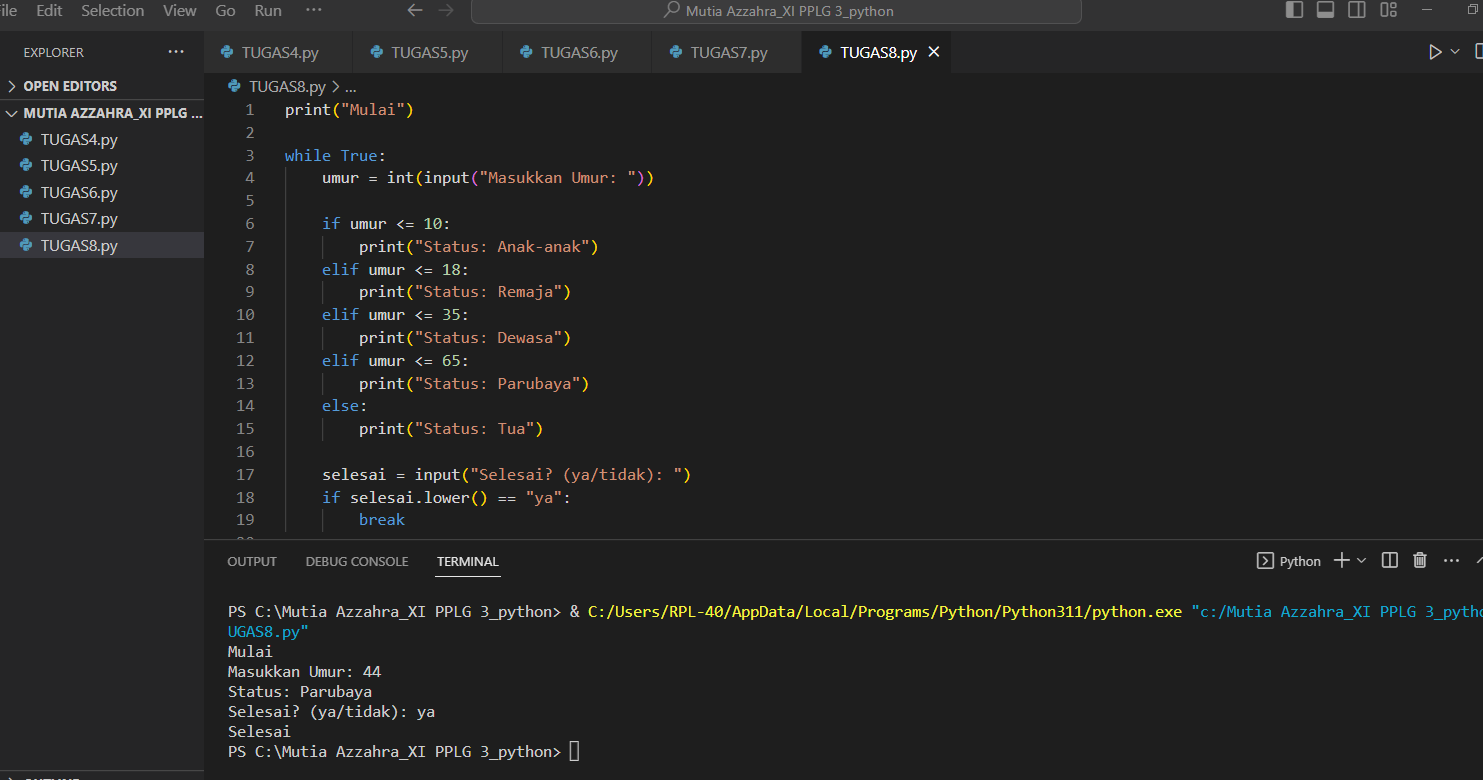 ile Edit Selection View Go Run ··· Mutia Azzahra_XI PPLG 3_python
EXPLORER ···
OPEN EDITORS
MUTIA AZZAHRA_XI PPLG ...
TUGAS4.py
TUGAS5.py
TUGAS6.py
TUGAS7.py
TUGAS8.py
TUGAS4.py TUGAS5.py TUGAS6.py TUGAS7.py TUGAS8.py
TUGAS8.py > ...
1 print("Mulai")
2
3 while True:
4 umur = int(input("Masukkan Umur: "))
5
6 if umur <= 10:
7 print("Status: Anak-anak")
8 elif umur <= 18:
9 print("Status: Remaja")
10 elif umur <= 35:
11 print("Status: Dewasa")
12 elif umur <= 65:
13 print("Status: Parubaya")
14 else:
15 print("Status: Tua")
16
17 selesai = input("Selesai? (ya/tidak): ")
18 if selesai.lower() == "ya":
19 break
OUTPUT DEBUG CONSOLE TERMINAL Python
PS C:\Mutia Azzahra_XI PPLG 3_python> & C:/Users/RPL-40/AppData/Local/Programs/Python/Python311/python.exe "c:/Mutia Azzahra_XI PPLG 3_pytho
UGAS8.py"
Mulai
Masukkan Umur: 44
Status: Parubaya
Selesai? (ya/tidak): ya
Selesai
PS C:\Mutia Azzahra_XI PPLG 3_python>